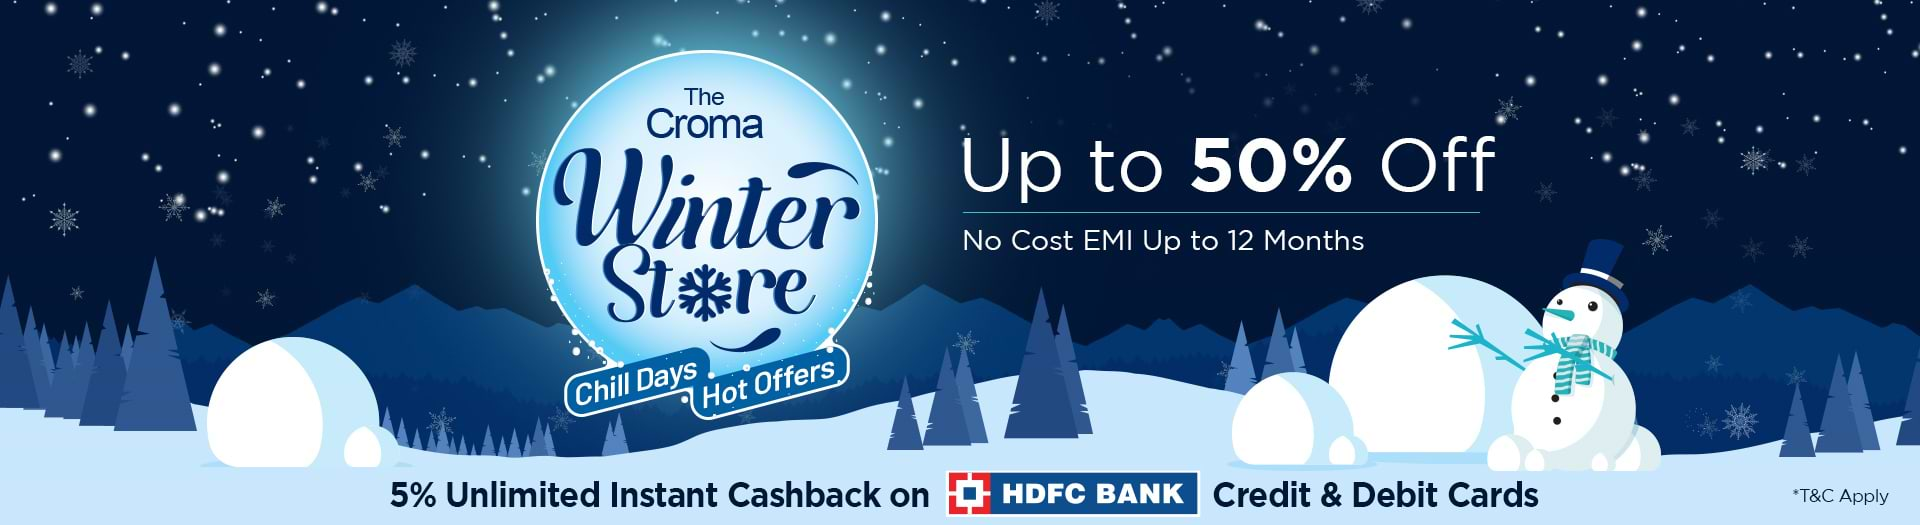 The
Croma
Winter
Store
Chill Days
Hot Offers
Up to 50% Off
No Cost EMI Up to 12 Months
5% Unlimited Instant Cashback on HDFC BANK Credit & Debit Cards
*T&C Apply